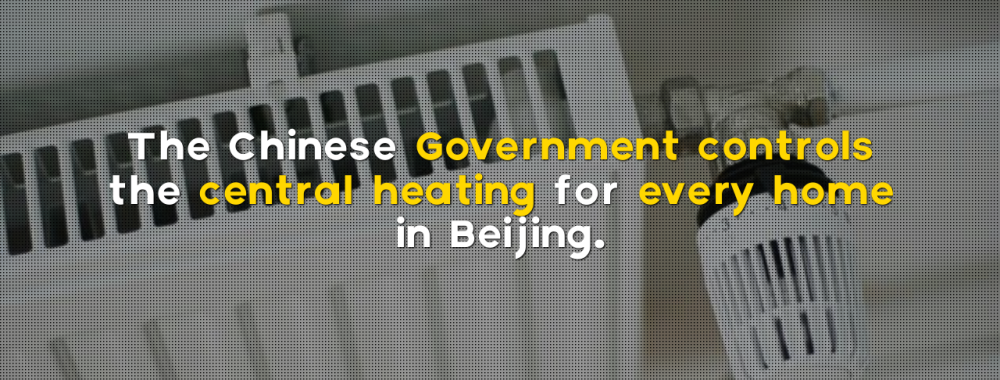 The Chinese Government controls
the central heating for every home
in Beijing.